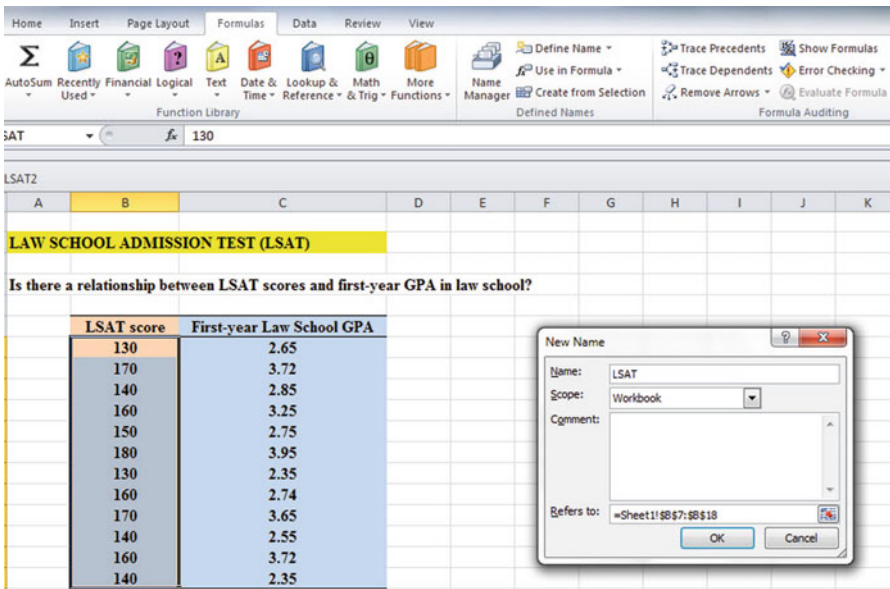 Home Insert Page Layout Formulas Data Review View
Σ ? A θ
AutoSum Recently Used Financial Logical Text Date & Time Lookup & Reference Math & Trig More Functions
Function Library
Name Manager
Define Name
Use in Formula
Create from Selection
Defined Names
Trace Precedents Show Formulas
Trace Dependents Error Checking
Remove Arrows Evaluate Formula
Formula Auditing
SAT fx 130
LSAT2
A B C D E F G H I J K
LAW SCHOOL ADMISSION TEST (LSAT)
Is there a relationship between LSAT scores and first-year GPA in law school?
LSAT score First-year Law School GPA
130 2.65
170 3.72
140 2.85
160 3.25
150 2.75
180 3.95
130 2.35
160 2.74
170 3.65
140 2.55
160 3.72
140 2.35
New Name
Name: LSAT
Scope: Workbook
Comment:
Refers to: =Sheet1!$B$7:$B$18
OK Cancel